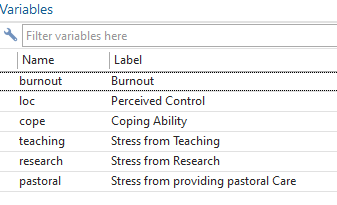 Variables
Filter variables here
Name Label
burnout Burnout
loc Perceived Control
cope Coping Ability
teaching Stress from Teaching
research Stress from Research
pastoral Stress from providing pastoral Care